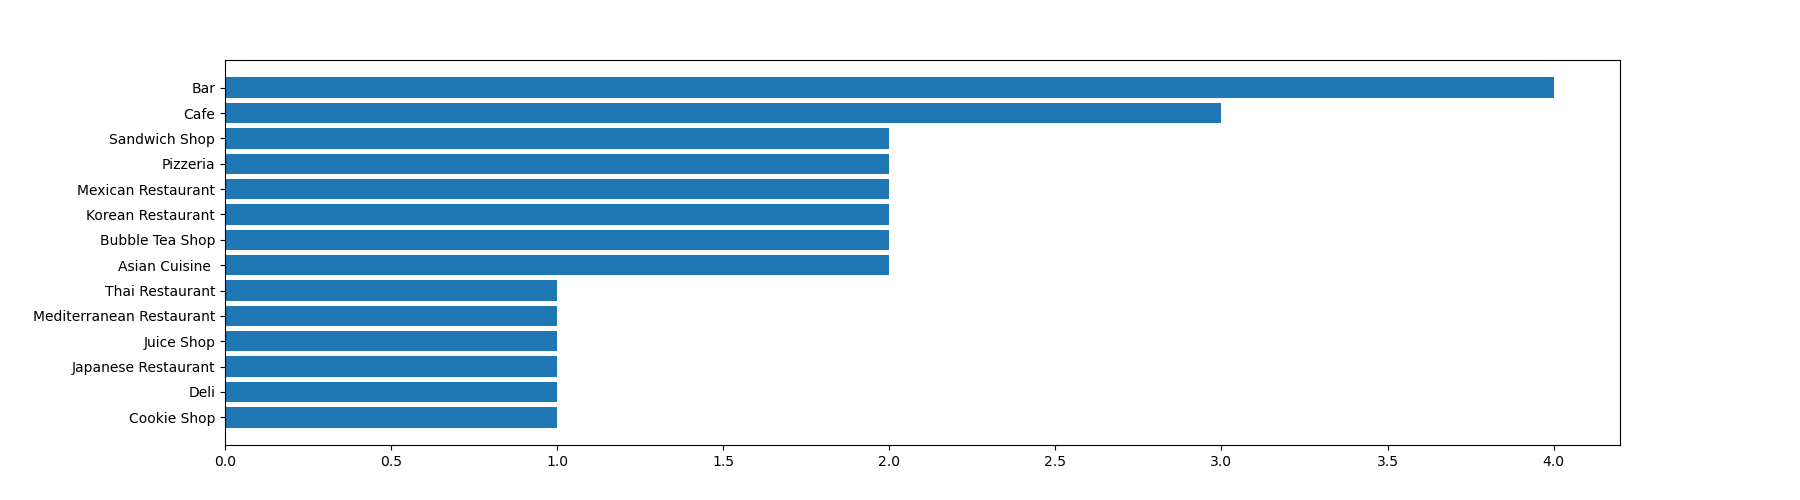 Bar
Cafe
Sandwich Shop
Pizzeria
Mexican Restaurant
Korean Restaurant
Bubble Tea Shop
Asian Cuisine
Thai Restaurant
Mediterranean Restaurant
Juice Shop
Japanese Restaurant
Deli
Cookie Shop
0.0 0.5 1.0 1.5 2.0 2.5 3.0 3.5 4.0